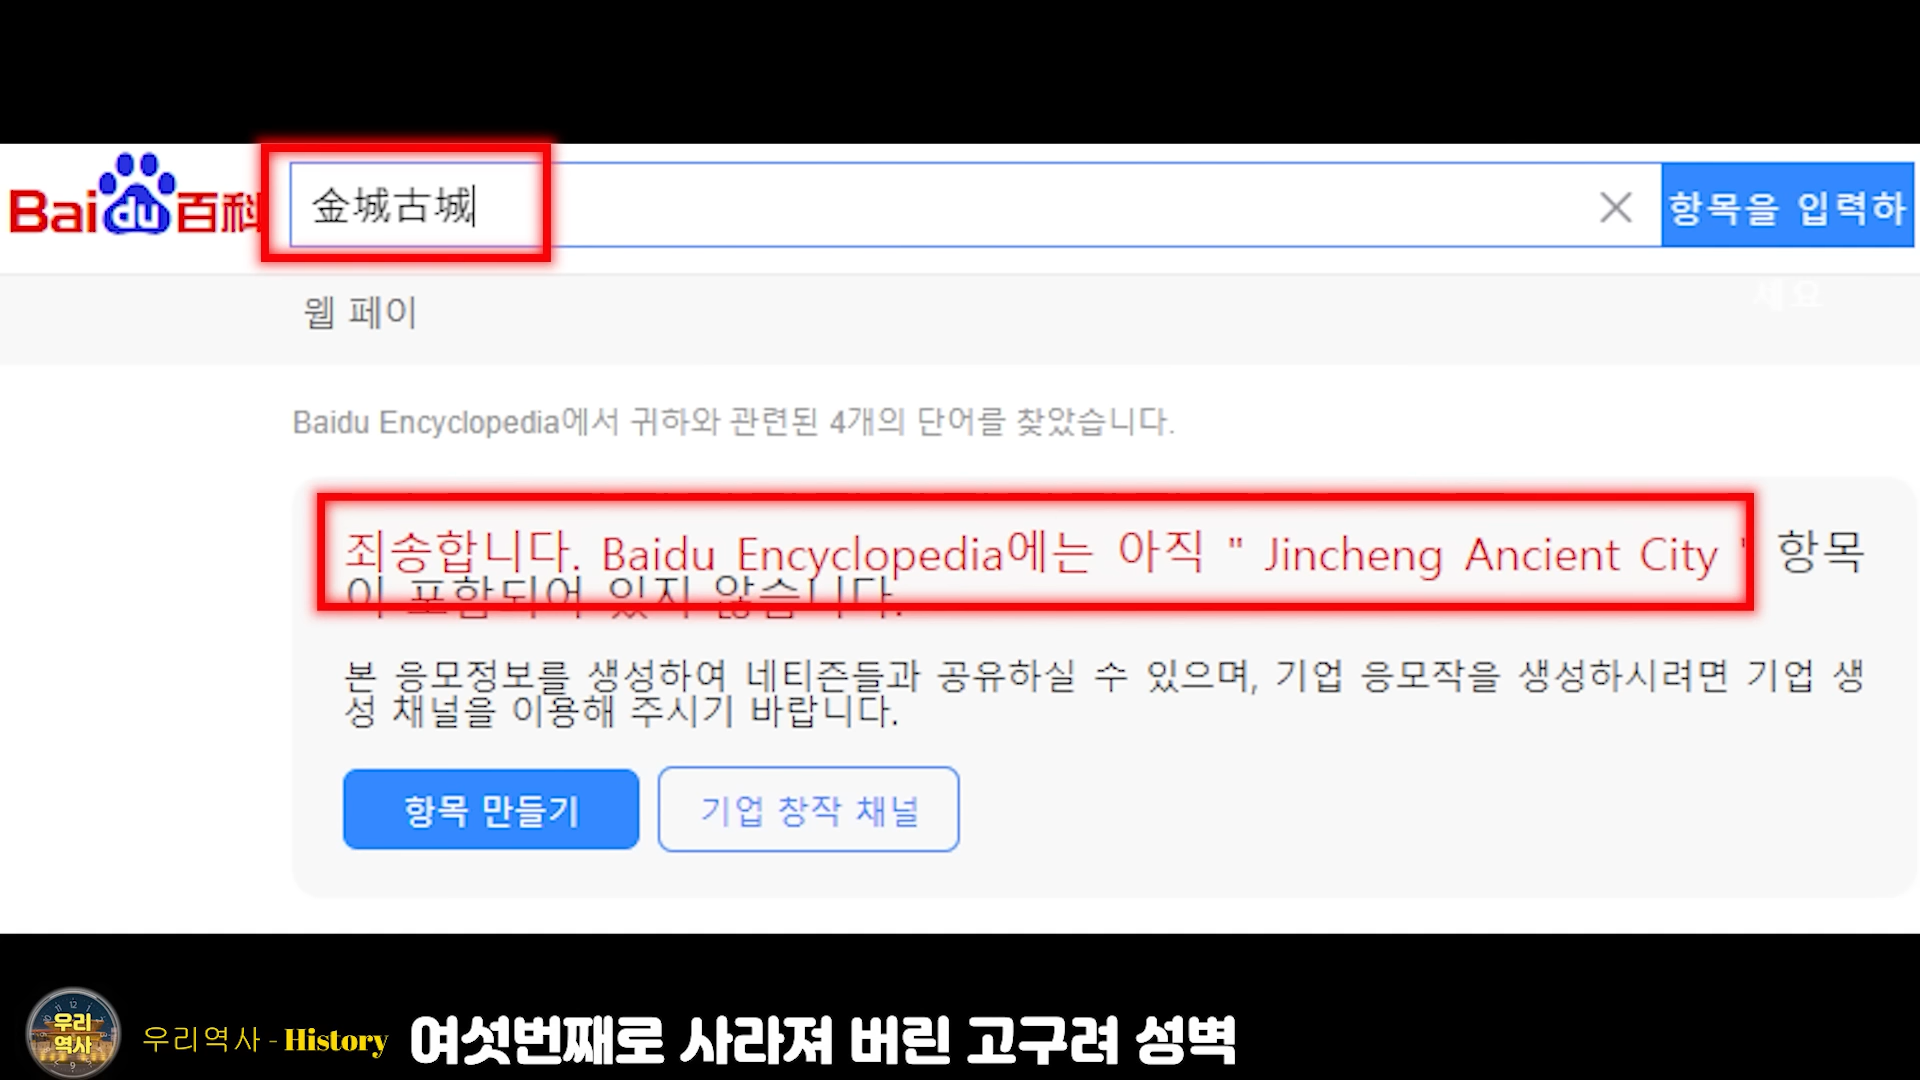 Bai du 百科
金城古城
항목을 입력하
세요
웹 페이
Baidu Encyclopedia에서 귀하와 관련된 4개의 단어를 찾았습니다.
죄송합니다. Baidu Encyclopedia에는 아직 " Jincheng Ancient City " 항목
이 포함되어 있지 않습니다.
본 응모정보를 생성하여 네티즌들과 공유하실 수 있으며, 기업 응모작을 생성하시려면 기업 생
성 채널을 이용해 주시기 바랍니다.
항목 만들기
기업 창작 채널
우리
역사
우리역사 - History
여섯번째로 사라져 버린 고구려 성벽